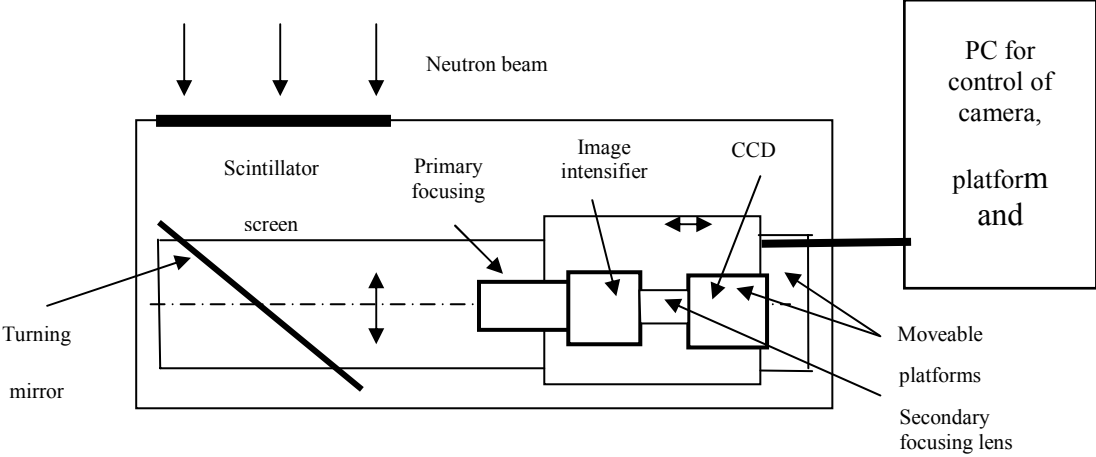 Neutron beam
PC for
control of
camera,
platform
and
Scintillator
screen
Primary
focusing
Image
intensifier
CCD
Turning
mirror
Moveable
platforms
Secondary
focusing lens